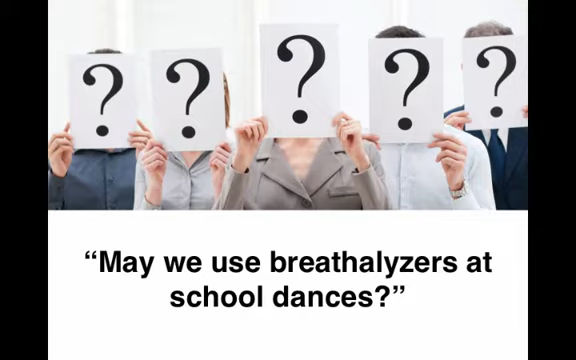 ? ? ? ? ?
“May we use breathalyzers at
school dances?”